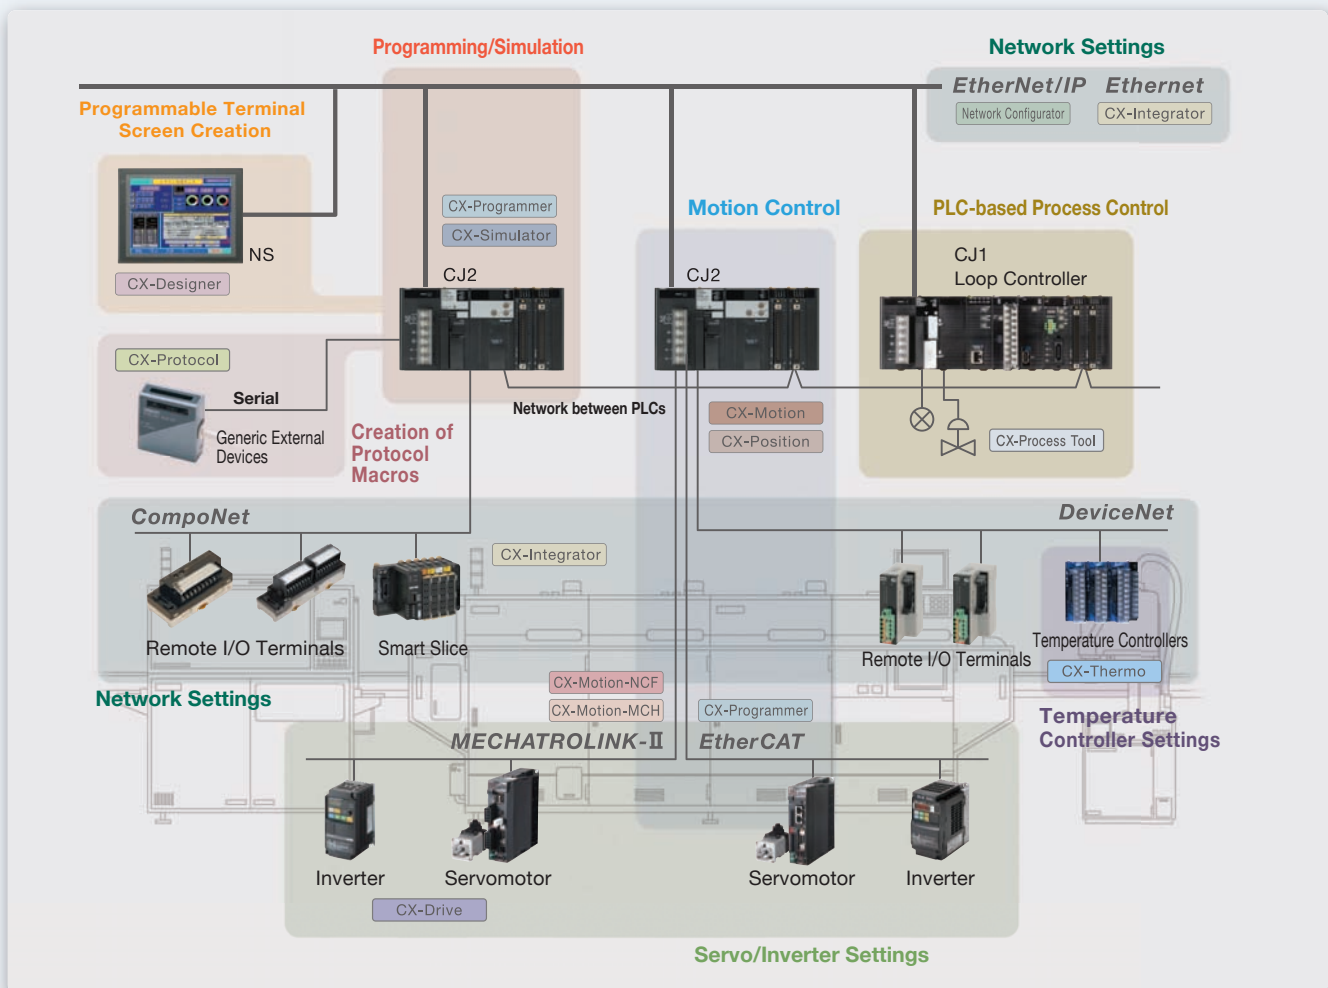 Programming/Simulation
Network Settings
EtherNet/IP
Ethernet
Network Configurator
CX-Integrator
Programmable Terminal
Screen Creation
NS
CX-Designer
CX-Programmer
CX-Simulator
CJ2
Motion Control
CJ2
PLC-based Process Control
CJ1
Loop Controller
CX-Protocol
Serial
Generic External
Devices
Creation of
Protocol
Macros
Network between PLCs
CX-Motion
CX-Position
CX-Process Tool
CompoNet
DeviceNet
CX-Integrator
Remote I/O Terminals
Smart Slice
Remote I/O Terminals
Temperature Controllers
CX-Thermo
Network Settings
CX-Motion-NCF
CX-Motion-MCH
CX-Programmer
Temperature
Controller Settings
MECHATROLINK-II
EtherCAT
Inverter
Servomotor
Servomotor
Inverter
CX-Drive
Servo/Inverter Settings